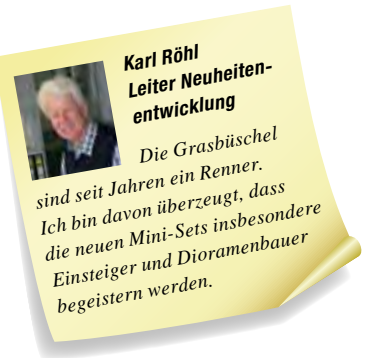 Karl Röhl
Leiter Neuheiten-
entwicklung
Die Grasbüschel
sind seit Jahren ein Renner.
Ich bin davon überzeugt, dass
die neuen Mini-Sets insbesondere
Einsteiger und Dioramenbauer
begeistern werden.